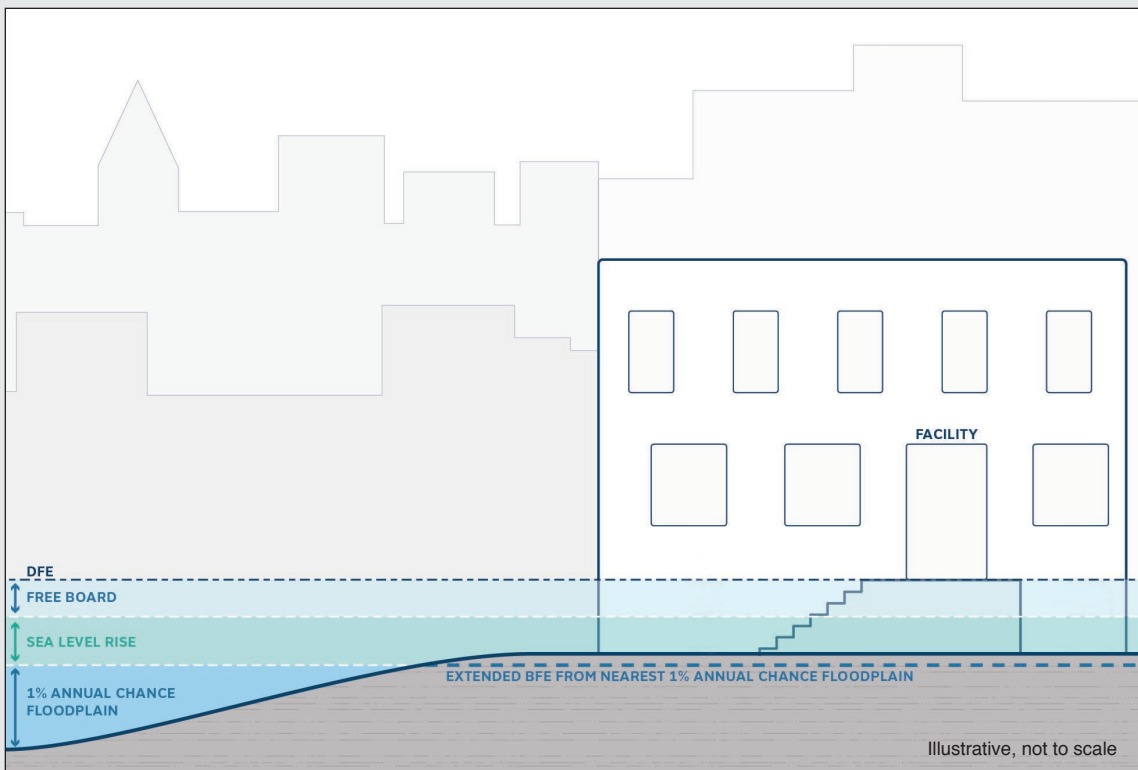 FACILITY
DFE
FREE BOARD
SEA LEVEL RISE
1% ANNUAL CHANCE
FLOODPLAIN
EXTENDED BFE FROM NEAREST 1% ANNUAL CHANCE FLOODPLAIN
Illustrative, not to scale